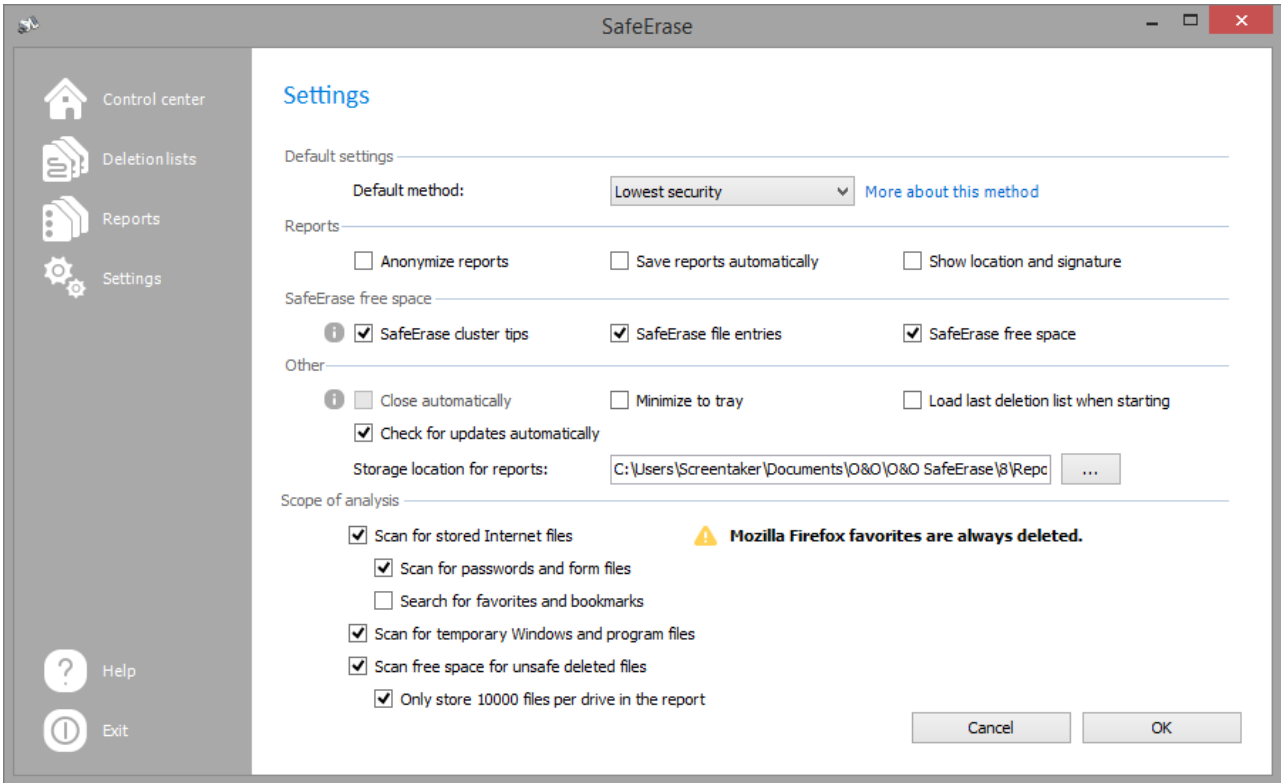 SafeErase
Control center
Deletion lists
Reports
Settings
Help
Exit
Settings
Default settings
Default method: Lowest security More about this method
Reports
Anonymize reports Save reports automatically Show location and signature
SafeErase free space
SafeErase cluster tips SafeErase file entries SafeErase free space
Other
Close automatically Minimize to tray Load last deletion list when starting
Check for updates automatically
Storage location for reports: C:\Users\Screentaker\Documents\O&O\O&O SafeErase\8\Repo ...
Scope of analysis
Scan for stored Internet files Mozilla Firefox favorites are always deleted.
Scan for passwords and form files
Search for favorites and bookmarks
Scan for temporary Windows and program files
Scan free space for unsafe deleted files
Only store 10000 files per drive in the report
Cancel OK